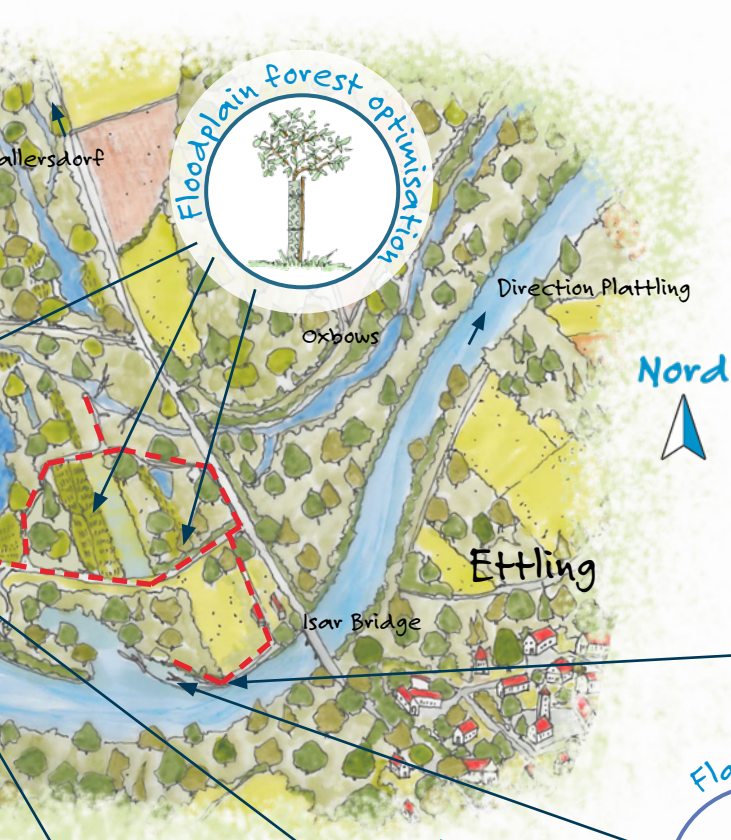 Floodplain forest optimisation
allersdorf
Direction Plattling
Oxbows
Nord
Ettling
Isar Bridge
Flo